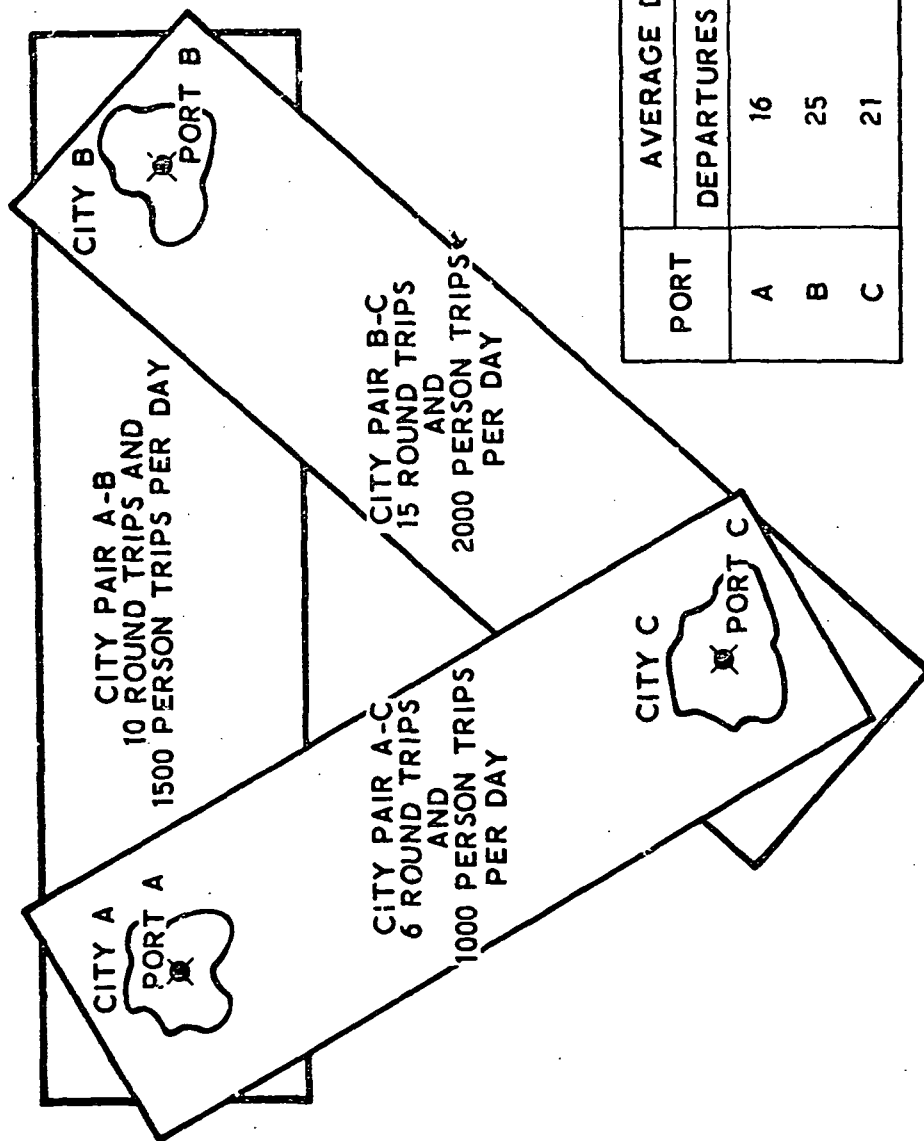 CITY A
PORT A
CITY PAIR A-B
10 ROUND TRIPS AND
1500 PERSON TRIPS PER DAY
CITY B
PORT B
CITY PAIR A-C
6 ROUND TRIPS
AND
1000 PERSON TRIPS
PER DAY
CITY PAIR B-C
15 ROUND TRIPS
AND
2000 PERSON TRIPS
PER DAY
CITY C
PORT C
PORT AVERAGE
DEPARTURES
A 16
B 25
C 21